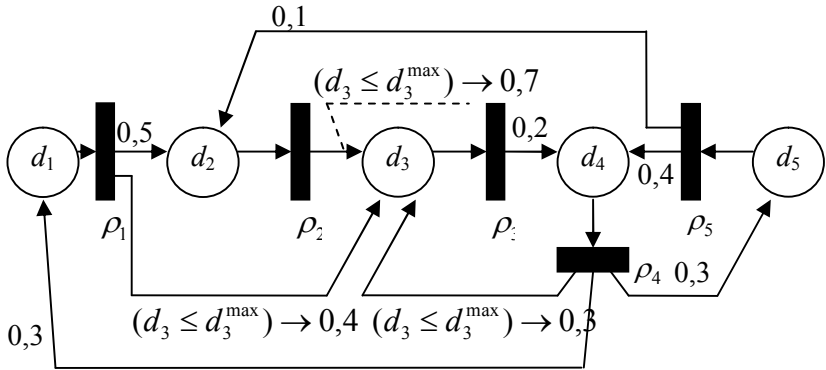 0,1
(d₃ ≤ d₃ᵐᵃˣ) → 0,7
0,5
0,2
d₁
d₂
d₃
d₄
d₅
0,4
ρ₁
ρ₂
ρ₃
ρ₅
ρ₄ 0,3
0,3
(d₃ ≤ d₃ᵐᵃˣ) → 0,4
(d₃ ≤ d₃ᵐᵃˣ) → 0,3